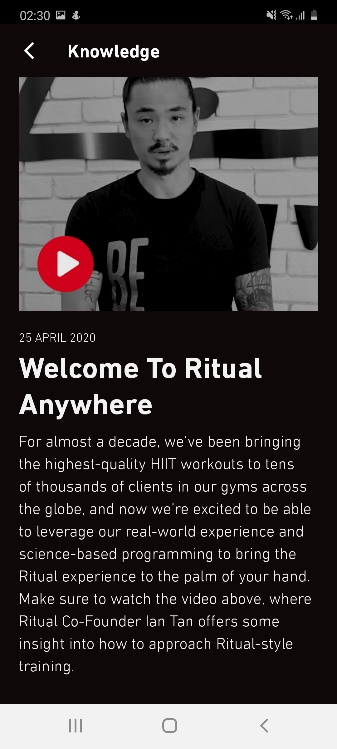 02:30
Knowledge
BE
25 APRIL 2020
Welcome To Ritual
Anywhere
For almost a decade, we've been bringing
the highest-quality HIIT workouts to tens
of thousands of clients in our gyms across
the globe, and now we're excited to be able
to leverage our real-world experience and
science-based programming to bring the
Ritual experience to the palm of your hand.
Make sure to watch the video above, where
Ritual Co-Founder Ian Tan offers some
insight into how to approach Ritual-style
training.